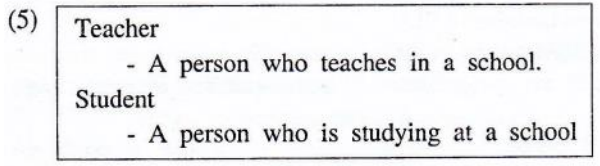 (5)
Teacher
- A person who teaches in a school.
Student
- A person who is studying at a school